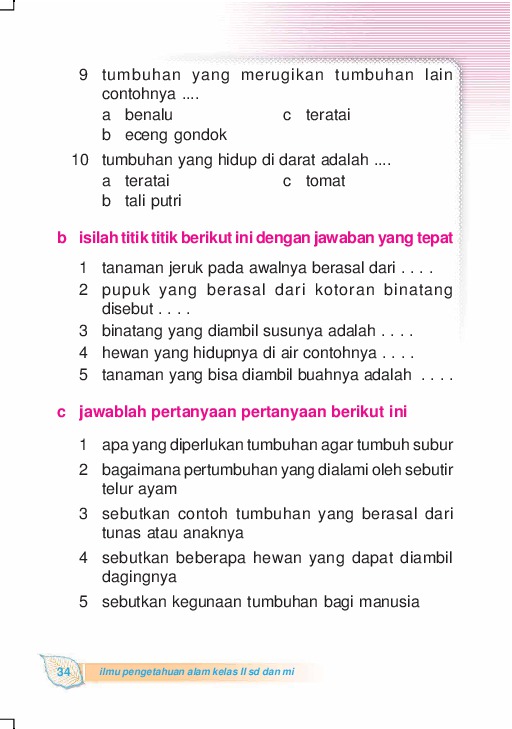 9 tumbuhan yang merugikan tumbuhan lain
contohnya ....
a benalu c teratai
b eceng gondok
10 tumbuhan yang hidup di darat adalah ....
a teratai c tomat
b tali putri
b isilah titik titik berikut ini dengan jawaban yang tepat
1 tanaman jeruk pada awalnya berasal dari . . . .
2 pupuk yang berasal dari kotoran binatang
disebut . . . .
3 binatang yang diambil susunya adalah . . . .
4 hewan yang hidupnya di air contohnya . . . .
5 tanaman yang bisa diambil buahnya adalah . . . .
c jawablah pertanyaan pertanyaan berikut ini
1 apa yang diperlukan tumbuhan agar tumbuh subur
2 bagaimana pertumbuhan yang dialami oleh sebutir
telur ayam
3 sebutkan contoh tumbuhan yang berasal dari
tunas atau anaknya
4 sebutkan beberapa hewan yang dapat diambil
dagingnya
5 sebutkan kegunaan tumbuhan bagi manusia
34 ilmu pengetahuan alam kelas II sd dan mi